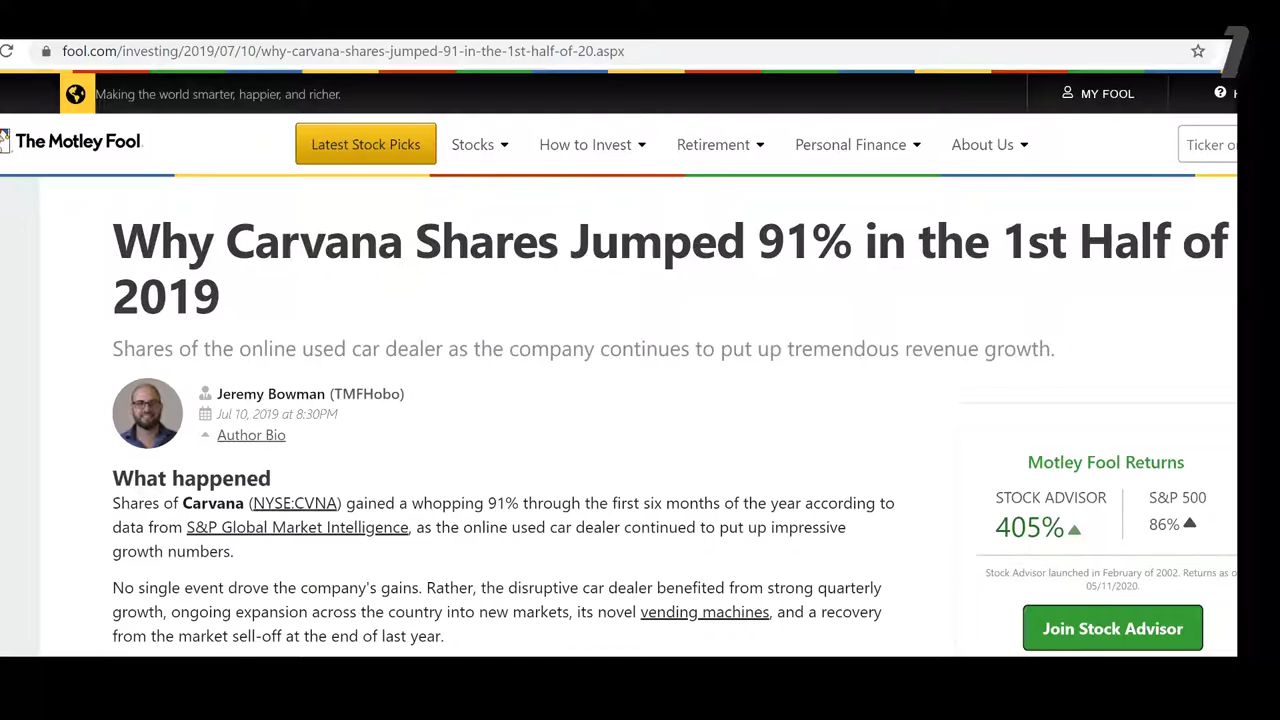 fool.com/investing/2019/07/10/why-carvana-shares-jumped-91-in-the-1st-half-of-20.aspx
Making the world smarter, happier, and richer.
MY FOOL
The Motley Fool
Latest Stock Picks
Stocks
How to Invest
Retirement
Personal Finance
About Us
Ticker
Why Carvana Shares Jumped 91% in the 1st Half of
2019
Shares of the online used car dealer as the company continues to put up tremendous revenue growth.
Jeremy Bowman (TMFHobo)
Jul 10, 2019 at 8:30PM
Author Bio
What happened
Shares of Carvana (NYSE:CVNA) gained a whopping 91% through the first six months of the year according to
data from S&P Global Market Intelligence, as the online used car dealer continued to put up impressive
growth numbers.
No single event drove the company's gains. Rather, the disruptive car dealer benefited from strong quarterly
growth, ongoing expansion across the country into new markets, its novel vending machines, and a recovery
from the market sell-off at the end of last year.
Motley Fool Returns
STOCK ADVISOR
S&P 500
405%
86%
Stock Advisor launched in February of 2002. Returns as
05/11/2020.
Join Stock Advisor